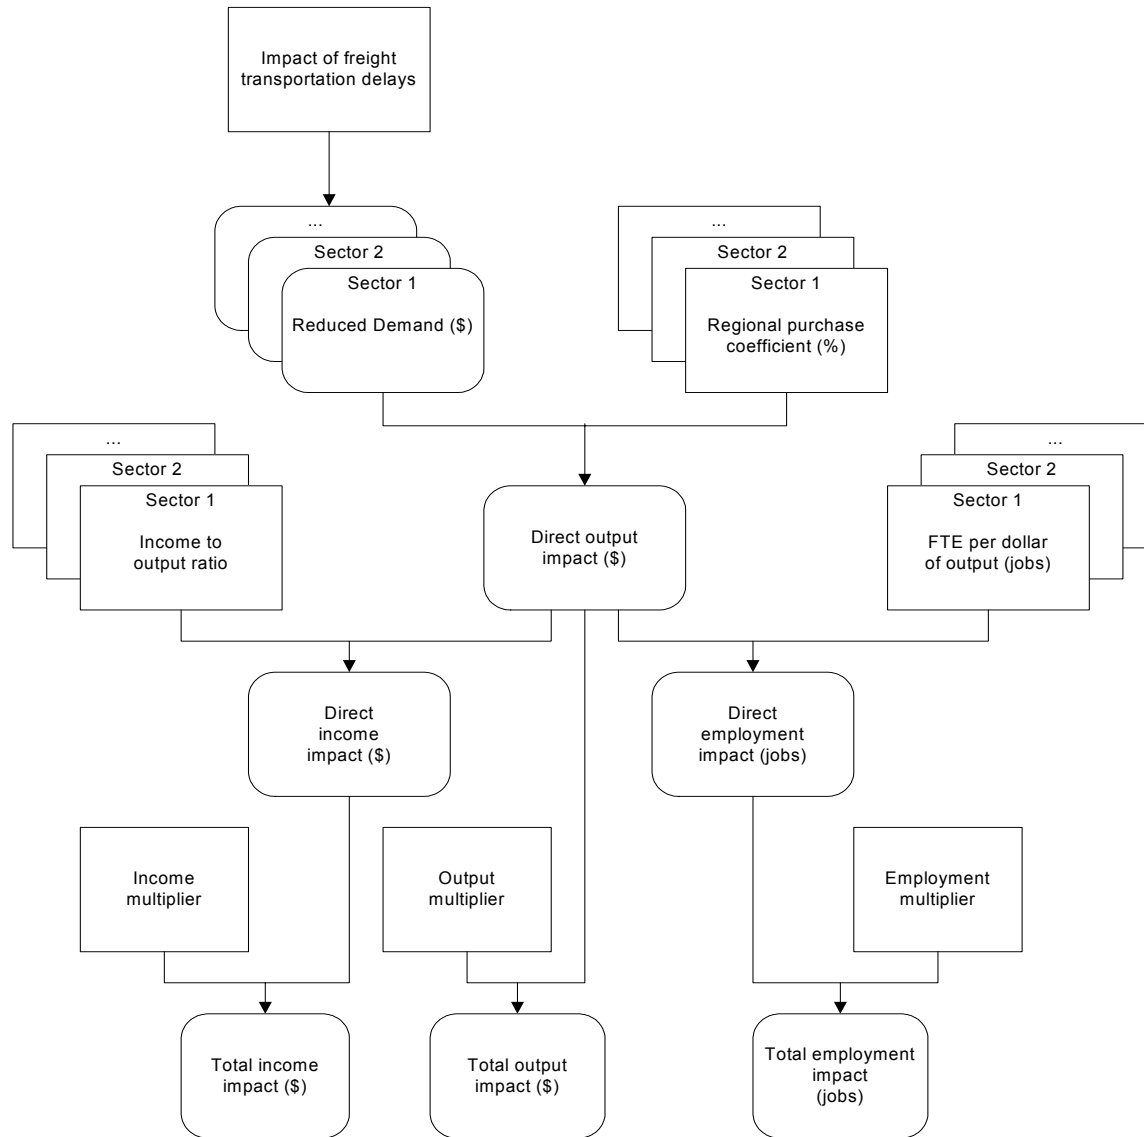 Impact of freight
transportation delays
...
Sector 2
Sector 1
Reduced Demand ($)
...
Sector 2
Sector 1
Regional purchase
coefficient (%)
...
Sector 2
Sector 1
Income to
output ratio
Direct output
impact ($)
...
Sector 2
Sector 1
FTE per dollar
of output (jobs)
Direct
income
impact ($)
Direct
employment
impact (jobs)
Income
multiplier
Output
multiplier
Employment
multiplier
Total income
impact ($)
Total output
impact ($)
Total employment
impact
(jobs)